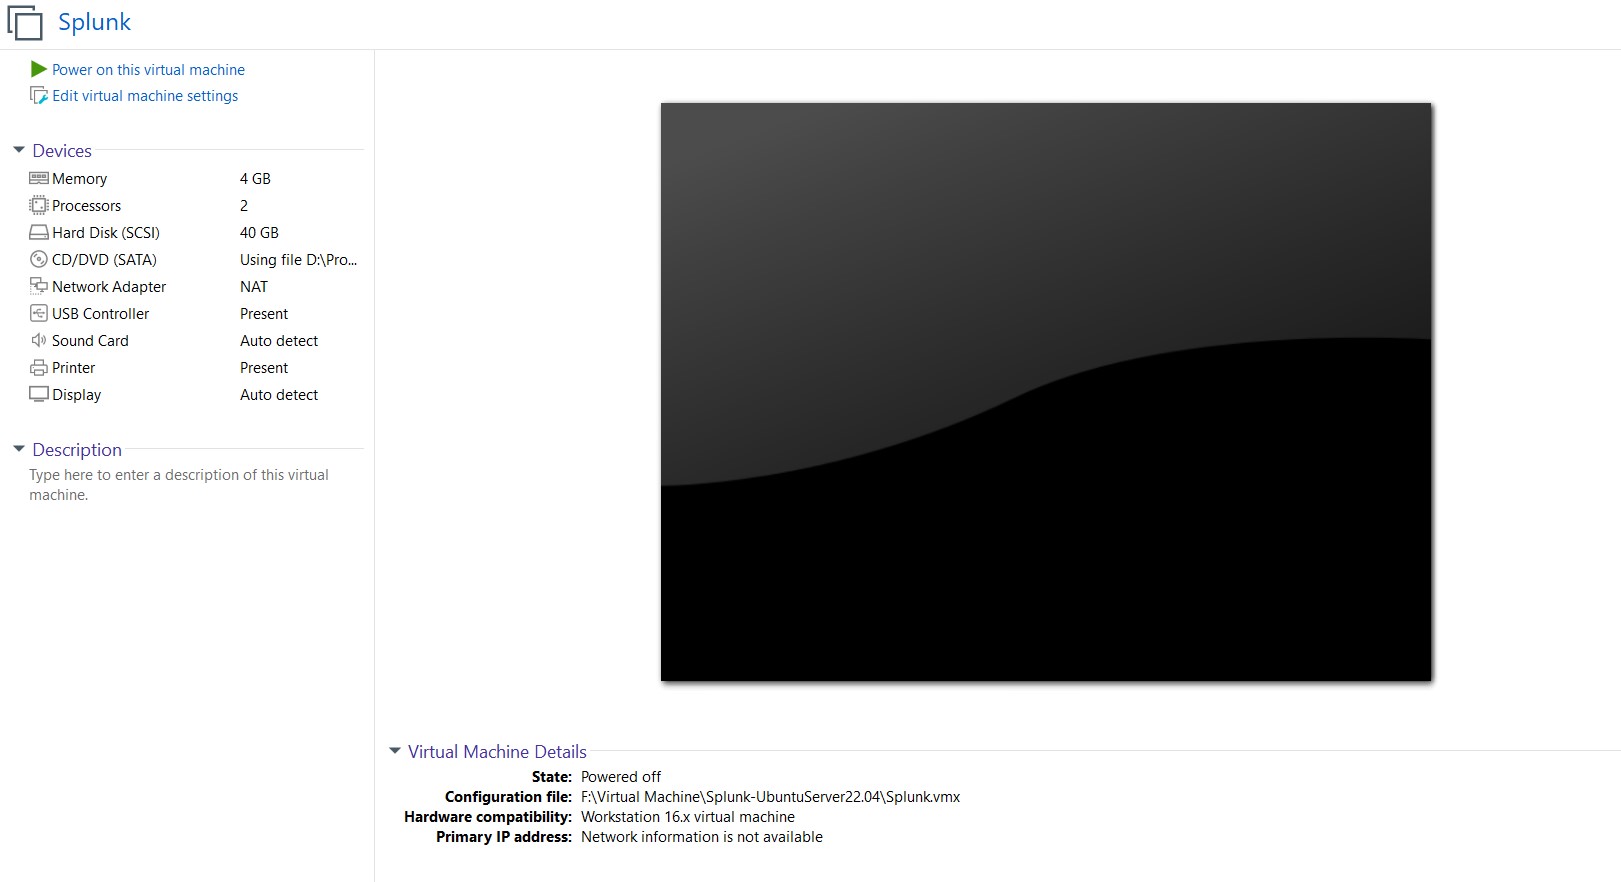 Splunk
Power on this virtual machine
Edit virtual machine settings
Devices
Memory 4 GB
Processors 2
Hard Disk (SCSI) 40 GB
CD/DVD (SATA) Using file D:\Pro...
Network Adapter NAT
USB Controller Present
Sound Card Auto detect
Printer Present
Display Auto detect
Description
Type here to enter a description of this virtual
machine.
Virtual Machine Details
State: Powered off
Configuration file: F:\Virtual Machine\Splunk-UbuntuServer22.04\Splunk.vmx
Hardware compatibility: Workstation 16.x virtual machine
Primary IP address: Network information is not available